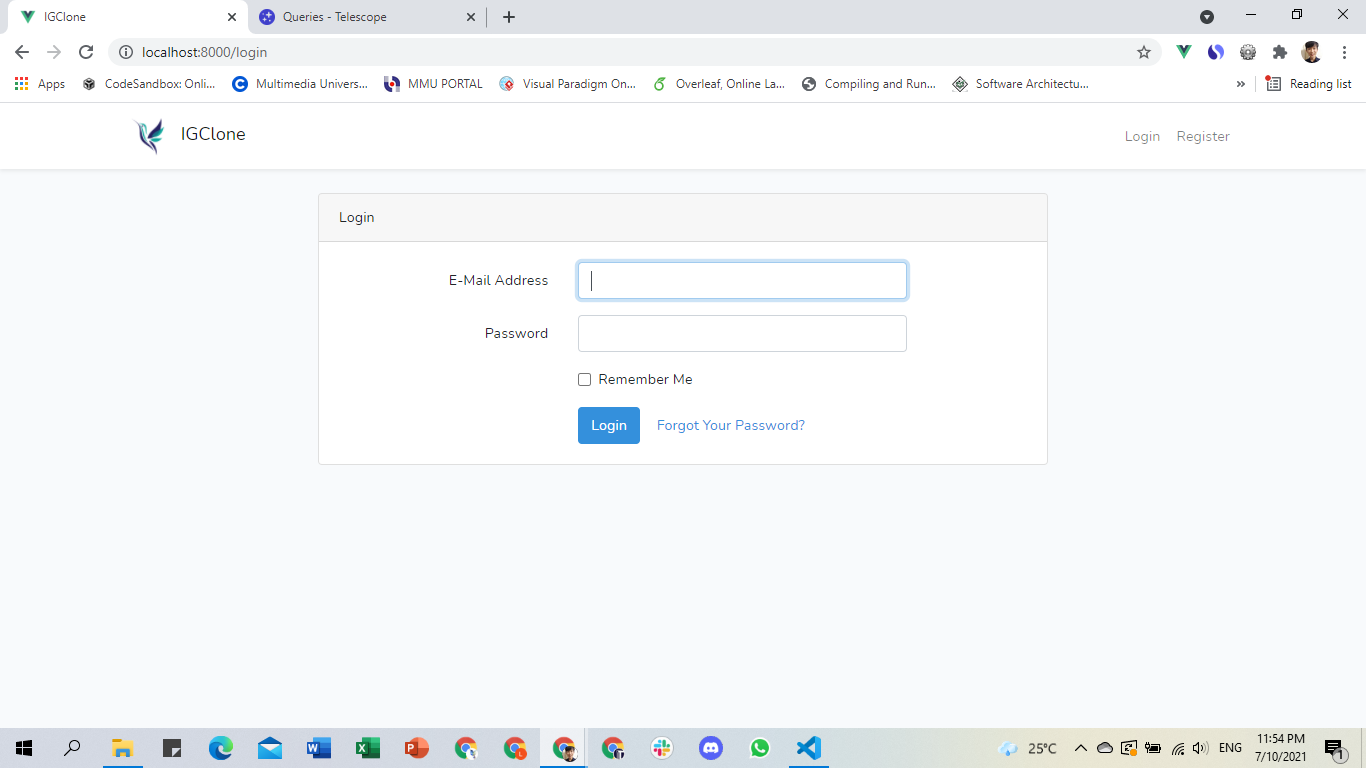 IGClone
Queries - Telescope
localhost:8000/login
Apps
CodeSandbox: Onli...
Multimedia Univers...
MMU PORTAL
Visual Paradigm On...
Overleaf, Online La...
Compiling and Run...
Software Architectu...
»
Reading list
IGClone
Login
Register
Login
E-Mail Address
Password
Remember Me
Login
Forgot Your Password?
25°C
ENG
11:54 PM
7/10/2021
1